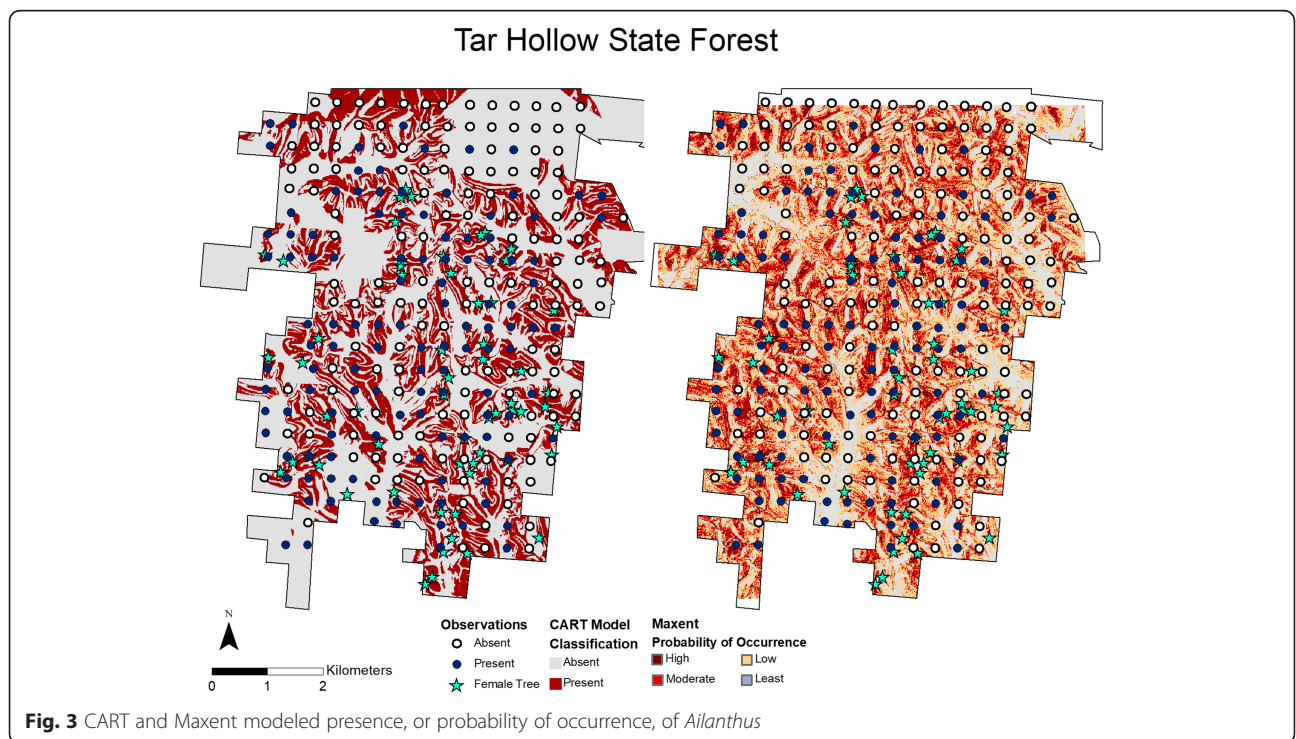 Tar Hollow State Forest
N
Kilometers
0 1 2
Observations
Absent
Present
Female Tree
CART Model
Classification
Absent
Present
Maxent
Probability of Occurrence
High
Moderate
Low
Least
Fig. 3 CART and Maxent modeled presence, or probability of occurrence, of Ailanthus